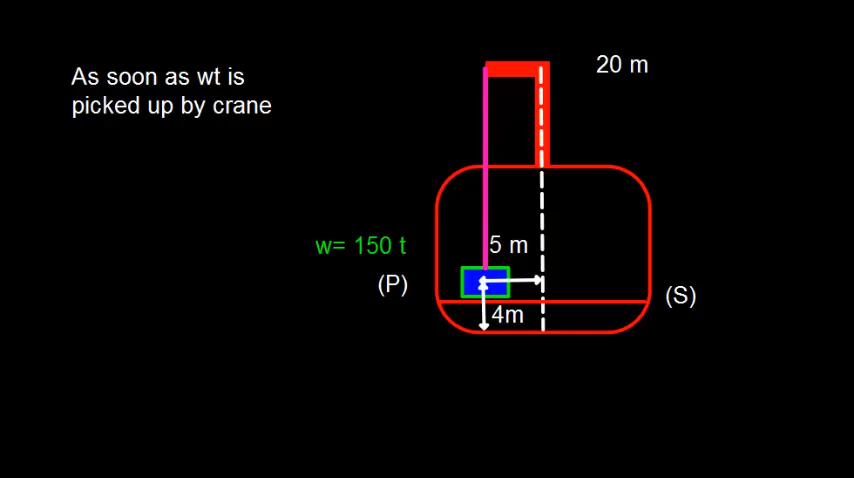 As soon as wt is
picked up by crane
20 m
w= 150 t
5 m
(P)
(S)
4m